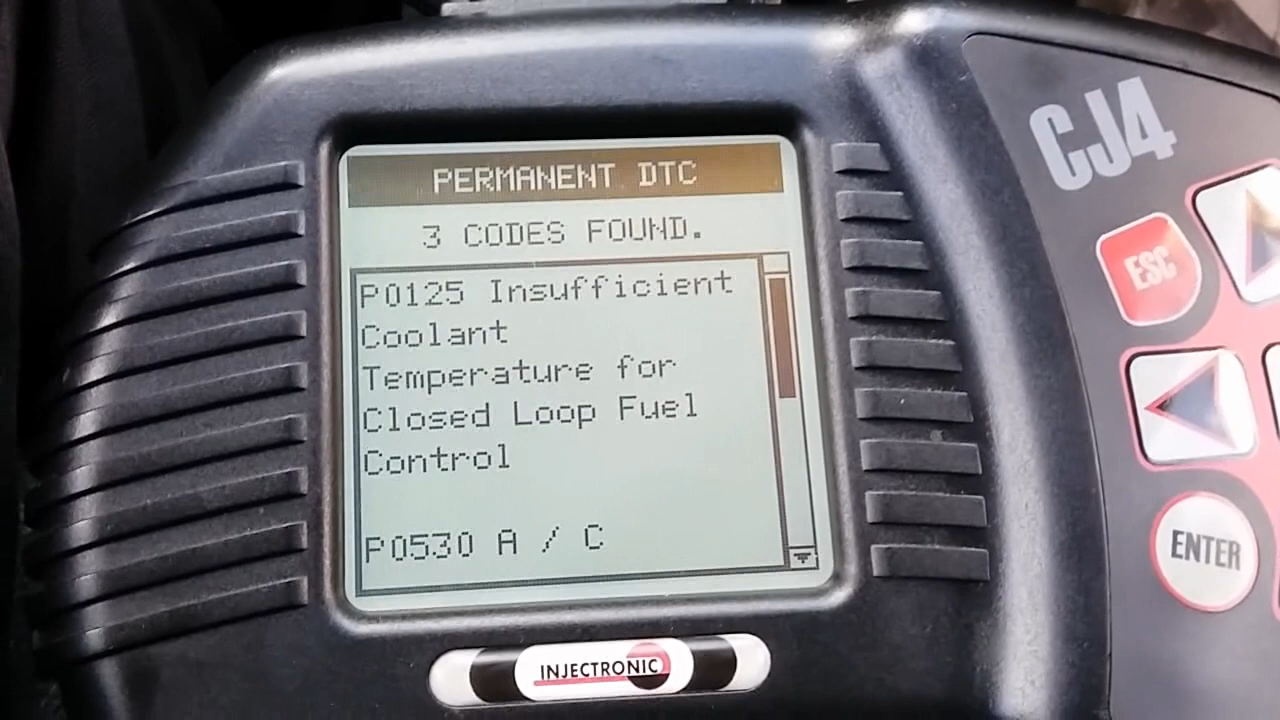 CJ4
PERMANENT DTC
3 CODES FOUND.
P0125 Insufficient
Coolant
Temperature for
Closed Loop Fuel
Control
P0530 A / C
ESC
ENTER
INJECTRONIC